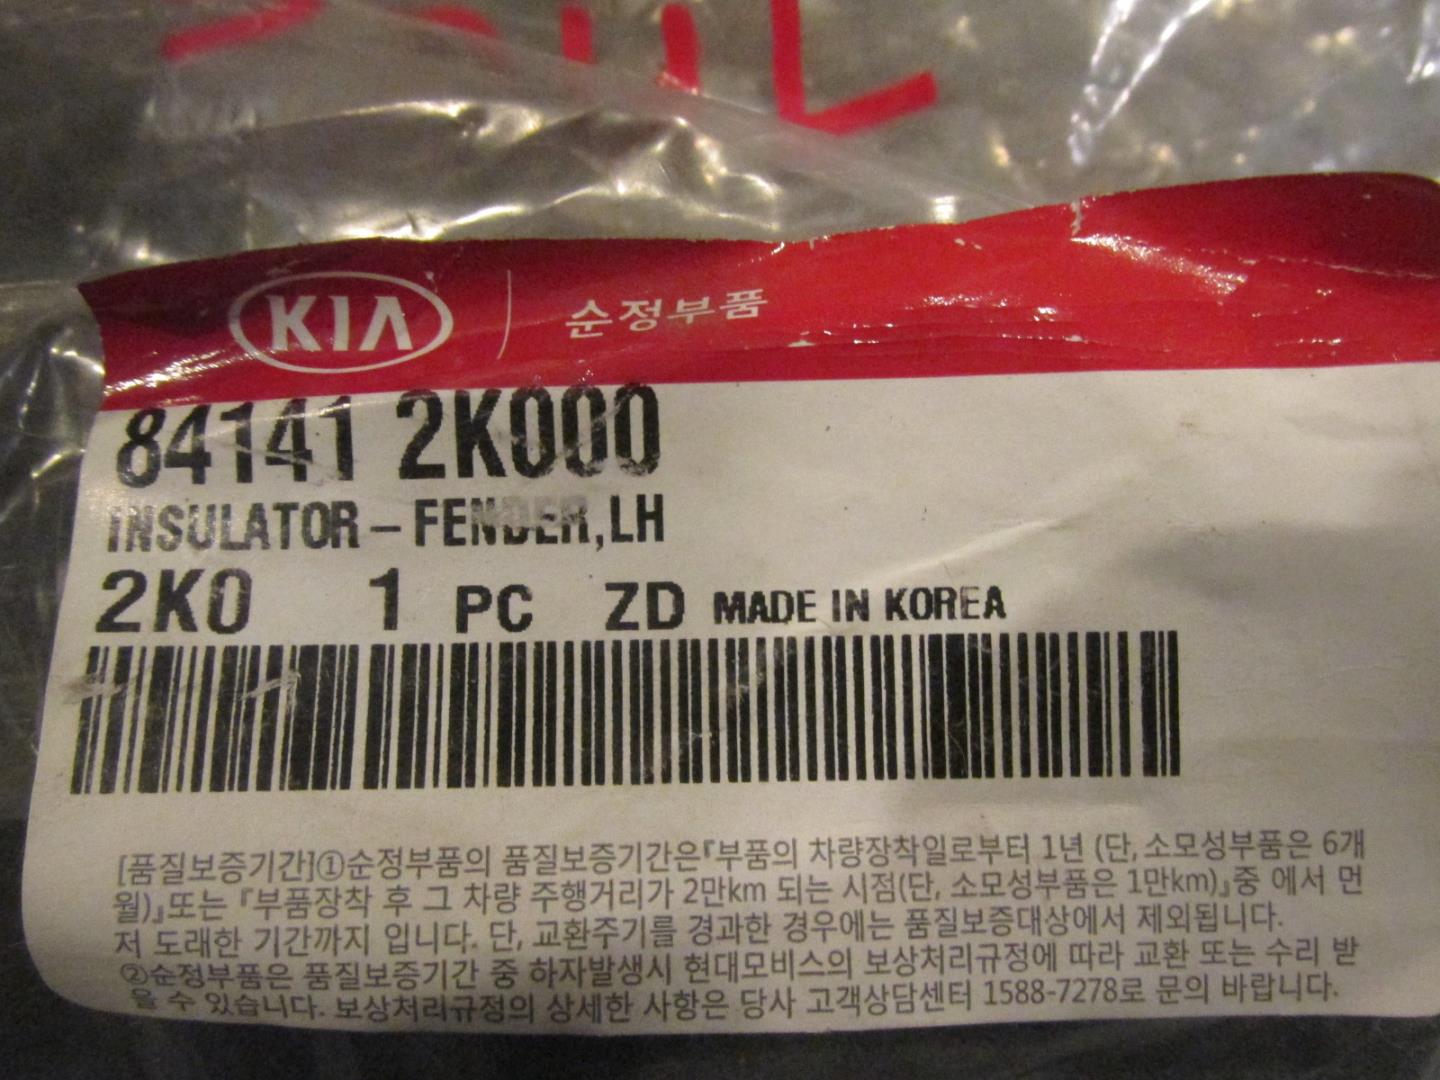 KIA 순정부품
84141 2K000
INSULATOR-FENDER,LH
2K0 1 PC ZD MADE IN KOREA
[품질보증기간]①순정부품의 품질보증기간은『부품의 차량장착일로부터 1년 (단, 소모성부품은 6개
월)』또는 『부품장착 후 그 차량 주행거리가 2만km 되는 시점(단, 소모성부품은 1만km)』중 에서 먼
저 도래한 기간까지 입니다. 단, 교환주기를 경과한 경우에는 품질보증대상에서 제외됩니다.
②순정부품은 품질보증기간 중 하자발생시 현대모비스의 보상처리규정에 따라 교환 또는 수리 받
을 수 있습니다. 보상처리규정의 상세한 사항은 당사 고객상담센터 1588-7278로 문의 바랍니다.